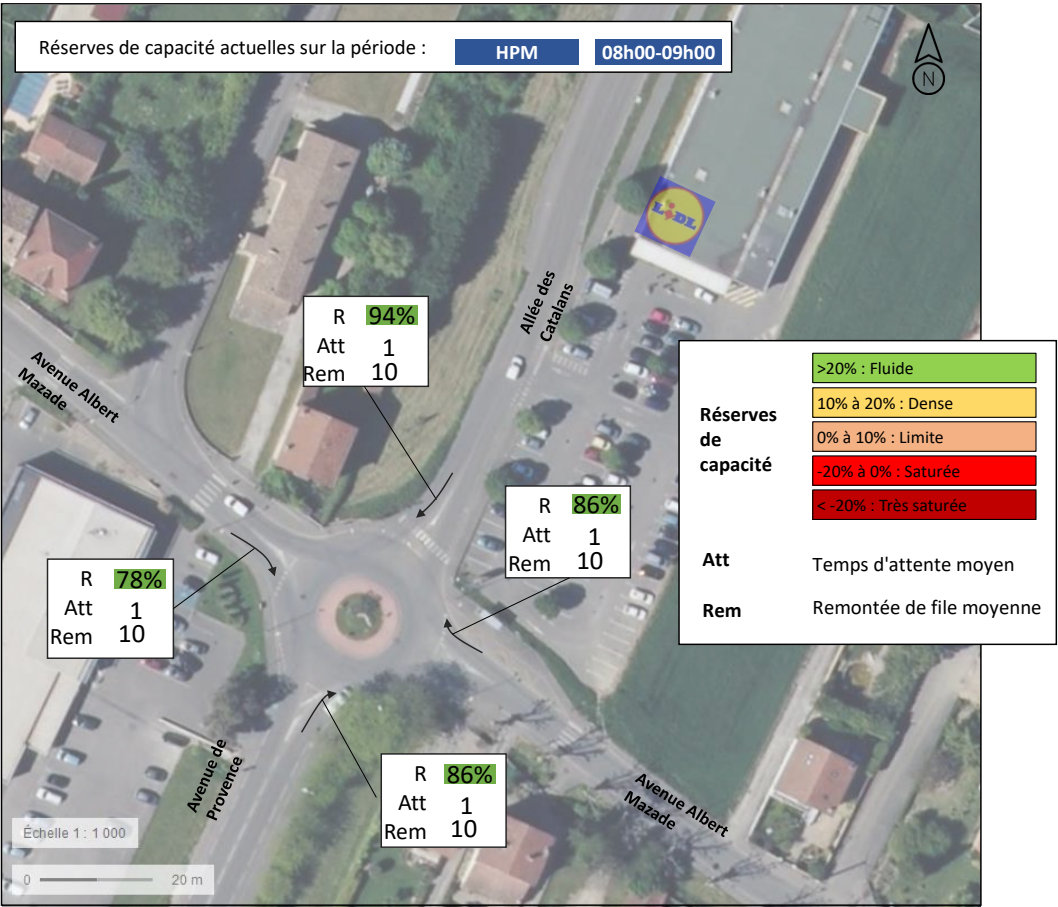 Réserves de capacité actuelles sur la période :
HPM
08h00-09h00
N
LIDL
Allée des
Catalans
R 94%
Att 1
Rem 10
Avenue Albert
Mazade
R 86%
Att 1
Rem 10
R 78%
Att 1
Rem 10
R 86%
Att 1
Rem 10
Avenue de
Provence
Avenue Albert
Mazade
Échelle 1 : 1 000
0 20 m
Réserves
de
capacité
>20% : Fluide
10% à 20% : Dense
0% à 10% : Limite
-20% à 0% : Saturée
< -20% : Très saturée
Att Temps d'attente moyen
Rem Remontée de file moyenne